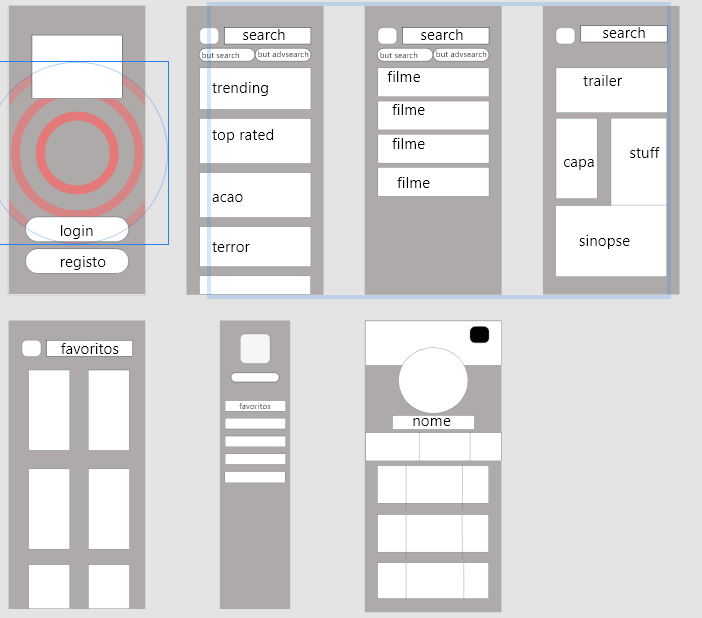 login
registo
search
but search but advsearch
trending
top rated
acao
terror
search
but search but advsearch
filme
filme
filme
filme
search
trailer
capa
stuff
sinopse
favoritos
favoritos
nome